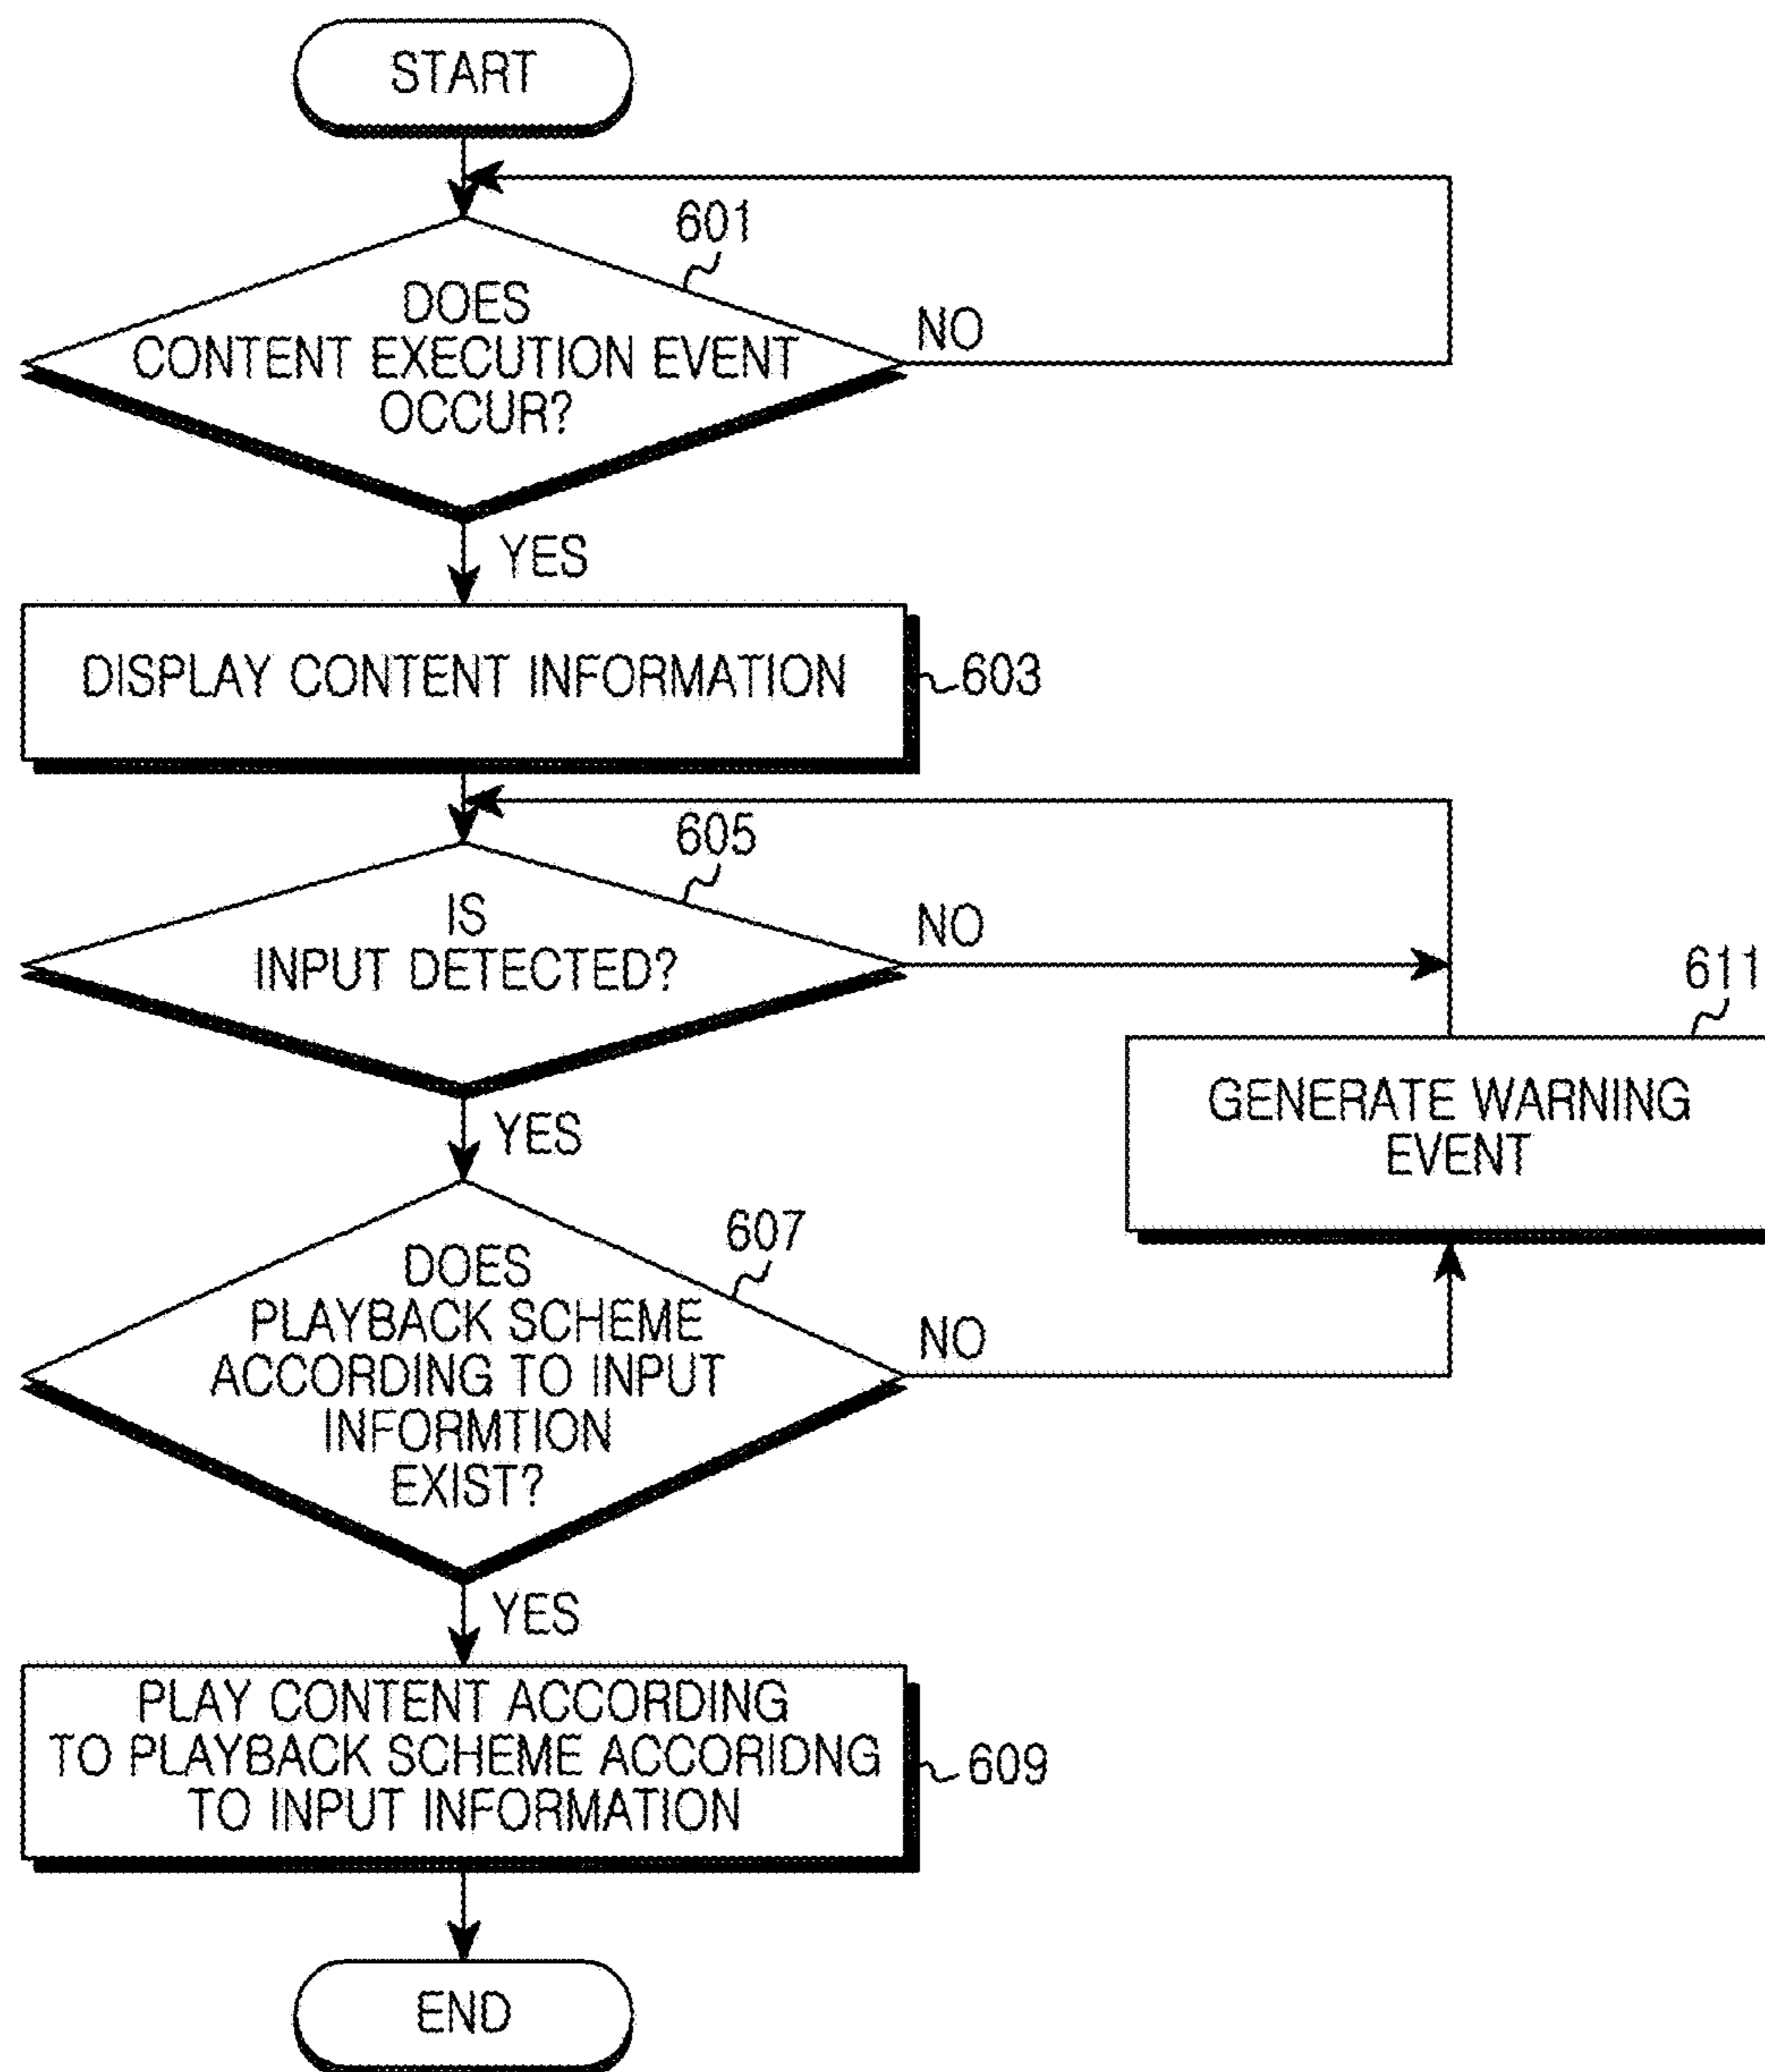 START
601
DOES
CONTENT EXECUTION EVENT
OCCUR?
NO
YES
DISPLAY CONTENT INFORMATION
603
605
IS
INPUT DETECTED?
NO
611
GENERATE WARNING
EVENT
YES
607
DOES
PLAYBACK SCHEME
ACCORDING TO INPUT
INFORMTION
EXIST?
NO
YES
PLAY CONTENT ACCORDING
TO PLAYBACK SCHEME ACCORIDNG
TO INPUT INFORMATION
609
END